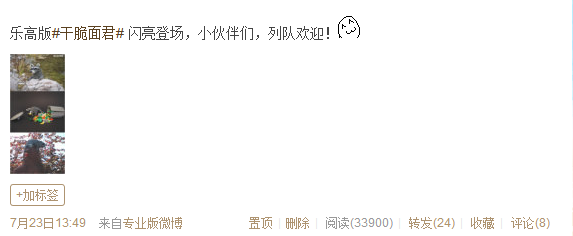 乐高版#干脆面君# 闪亮登场，小伙伴们，列队欢迎！
+加标签
7月23日13:49 来自专业版微博 置顶 | 删除 | 阅读(33900) | 转发(24) | 收藏 | 评论(8)